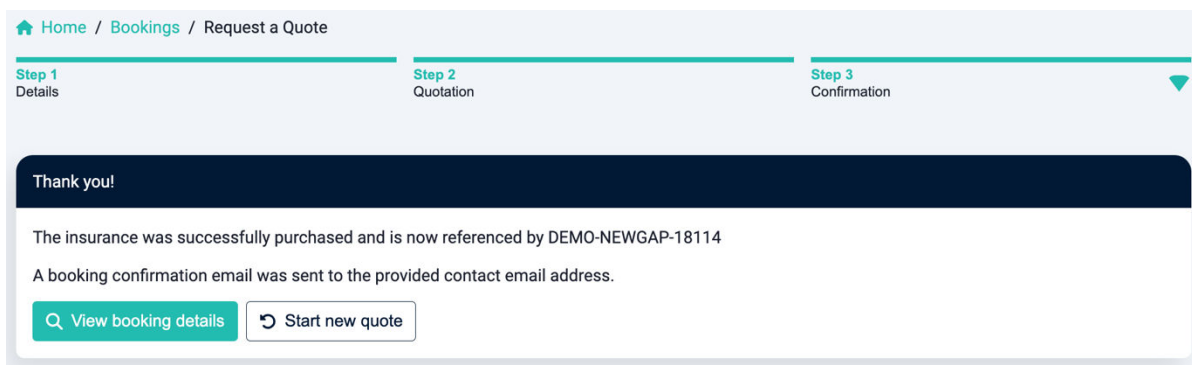 Home / Bookings / Request a Quote
Step 1
Details
Step 2
Quotation
Step 3
Confirmation
Thank you!
The insurance was successfully purchased and is now referenced by DEMO-NEWGAP-18114
A booking confirmation email was sent to the provided contact email address.
View booking details
Start new quote